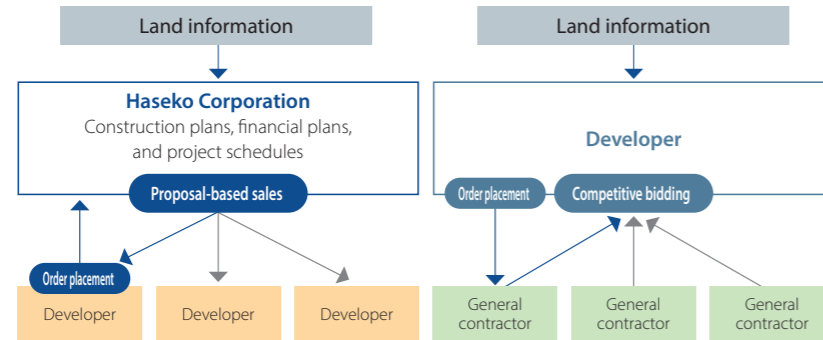 Land information
Haseko Corporation
Construction plans, financial plans,
and project schedules
Proposal-based sales
Order placement
Developer
Developer
Developer
Land information
Developer
Order placement
Competitive bidding
General
contractor
General
contractor
General
contractor